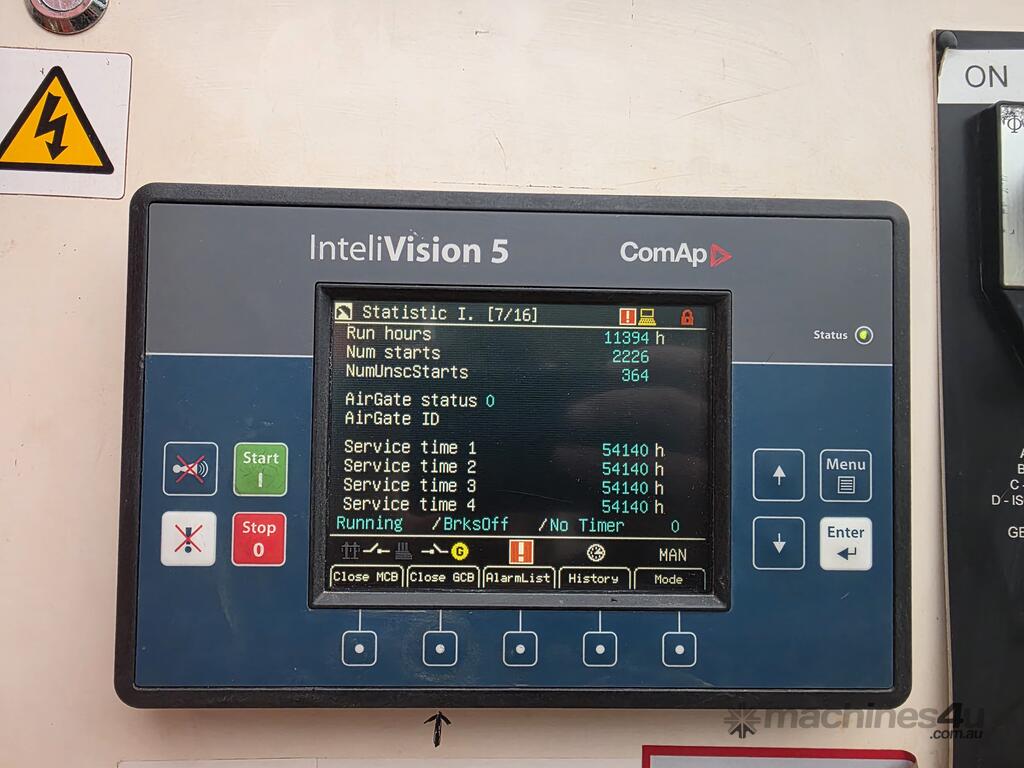 ON
InteliVision 5
ComAp
Statistic I. [7/16]
Run hours 11394 h
Num starts 2226
NumUnscStarts 364
AirGate status 0
AirGate ID
Service time 1 54140 h
Service time 2 54140 h
Service time 3 54140 h
Service time 4 54140 h
Running /BrksOff /No Timer 0
G MAN
Close MCB Close GCB AlarmList History Mode
Status
Start
I
Stop
0
Menu
Enter
D - IS
GE
machines4u
.com.au